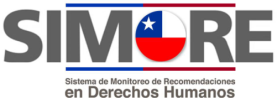 SIMORE
Sistema de Monitoreo de Recomendaciones
en Derechos Humanos